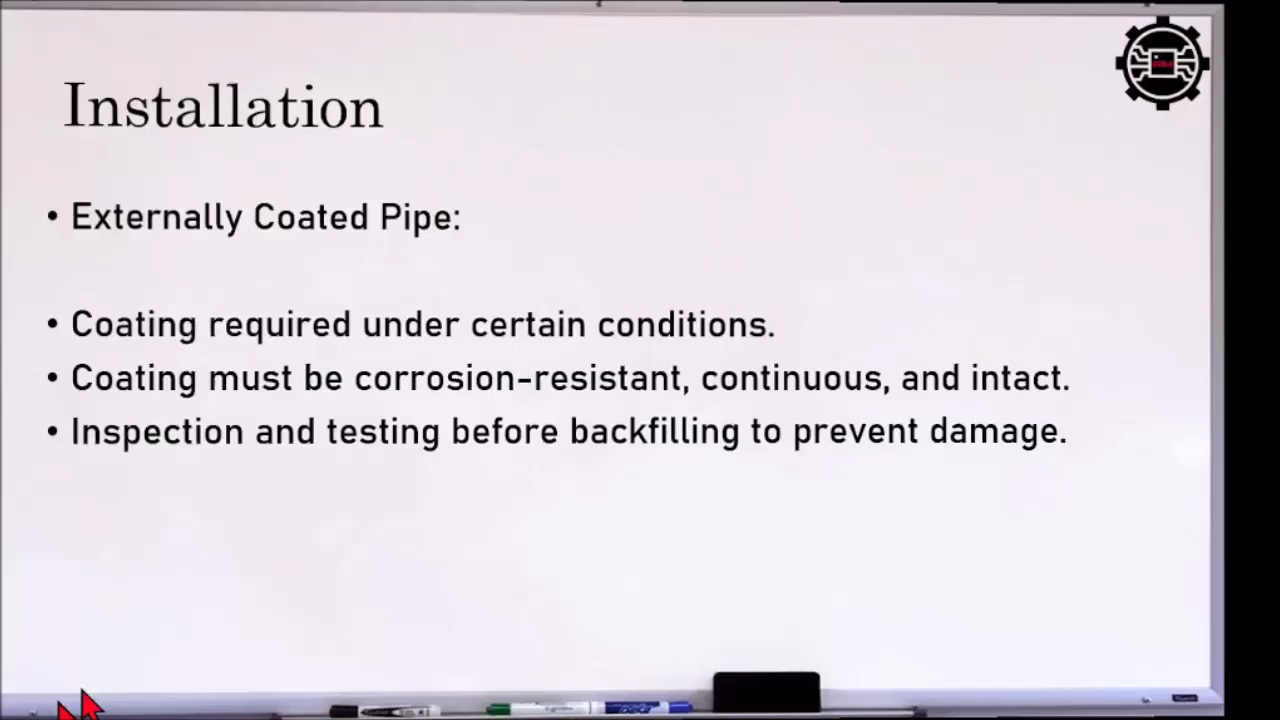 Installation
• Externally Coated Pipe:
• Coating required under certain conditions.
• Coating must be corrosion-resistant, continuous, and intact.
• Inspection and testing before backfilling to prevent damage.